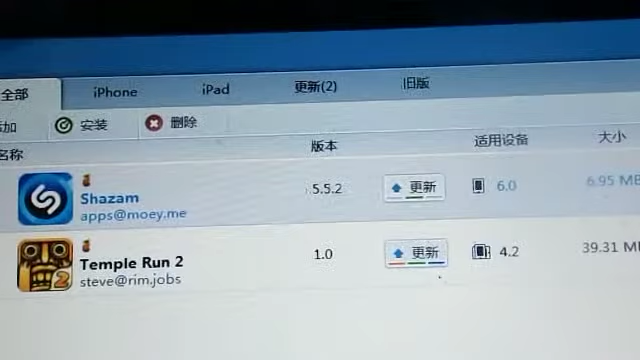 全部 iPhone iPad 更新(2) 旧版
加 安装 删除
名称 版本 适用设备 大小
Shazam 5.5.2 更新 6.0 6.95 MB
apps@moey.me
Temple Run 2 1.0 更新 4.2 39.31 M
steve@rim.jobs
2